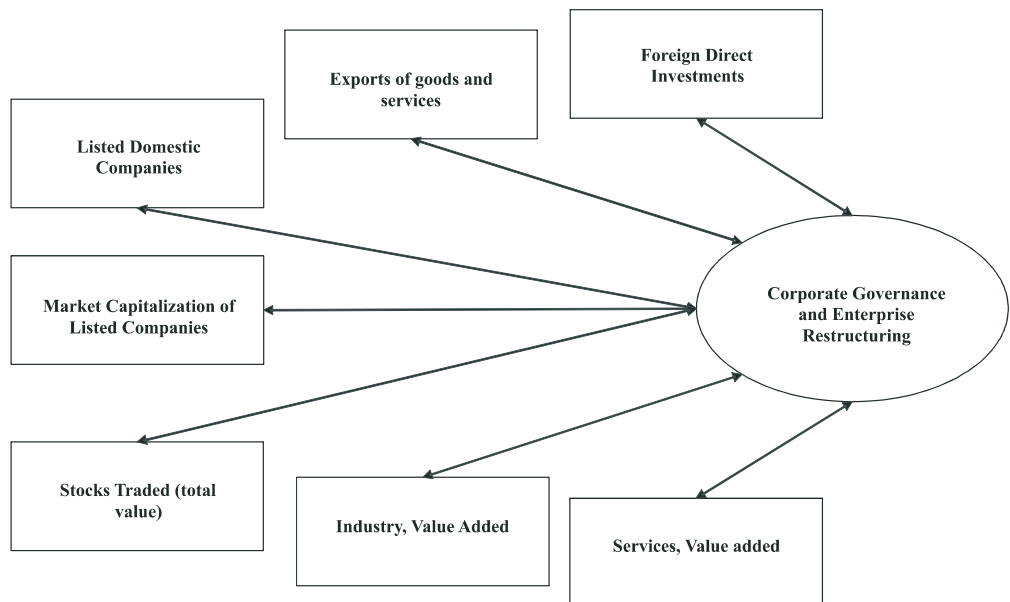 Foreign Direct
Investments
Exports of goods and
services
Listed Domestic
Companies
Market Capitalization of
Listed Companies
Corporate Governance
and Enterprise
Restructuring
Stocks Traded (total
value)
Industry, Value Added
Services, Value added